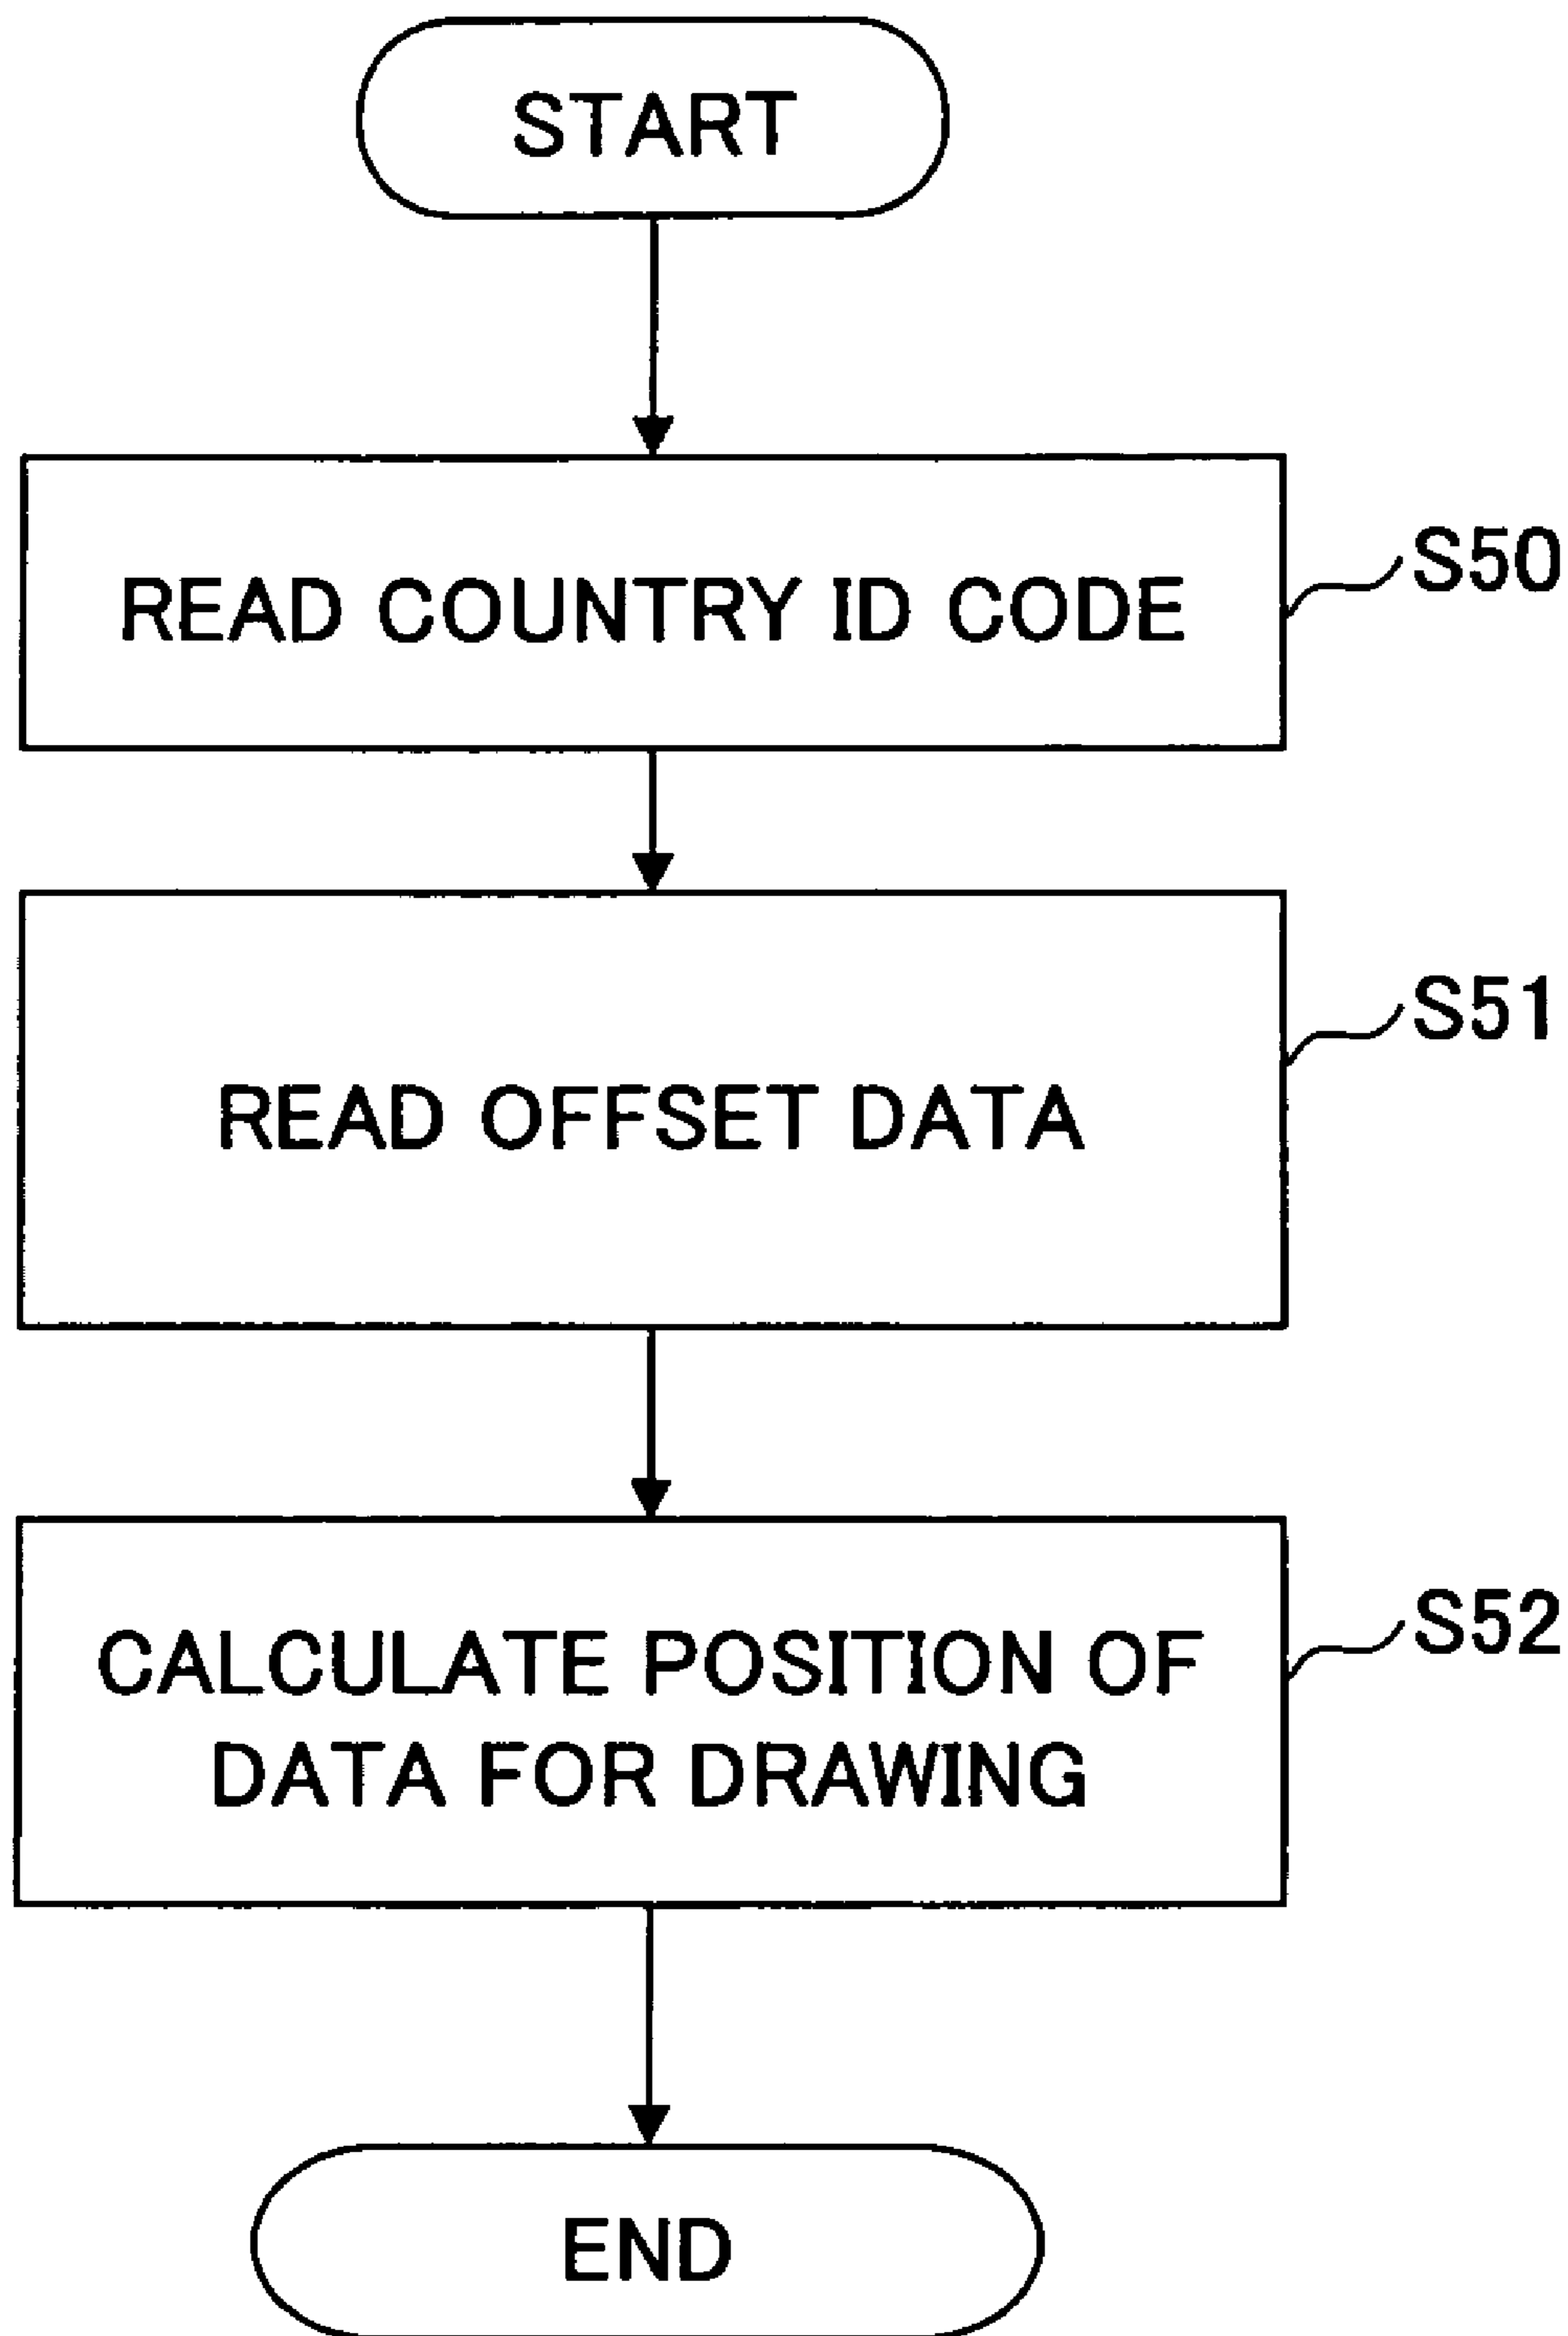 START
READ COUNTRY ID CODE
S50
READ OFFSET DATA
S51
CALCULATE POSITION OF
DATA FOR DRAWING
S52
END